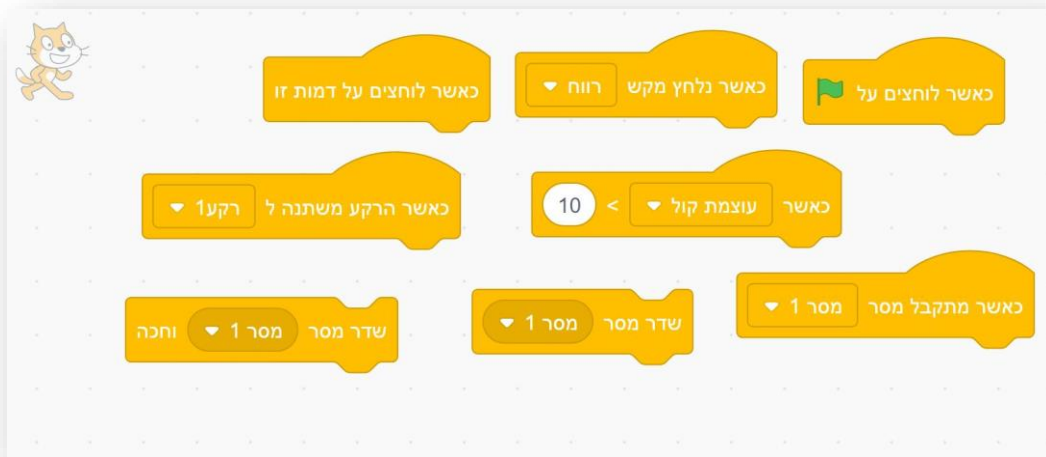 כאשר לוחצים על
כאשר נלחץ מקש רווח
כאשר לוחצים על דמות זו
כאשר עוצמת קול > 10
כאשר הרקע משתנה ל רקע1
כאשר מתקבל מסר מסר 1
שדר מסר מסר 1
שדר מסר מסר 1 וחכה